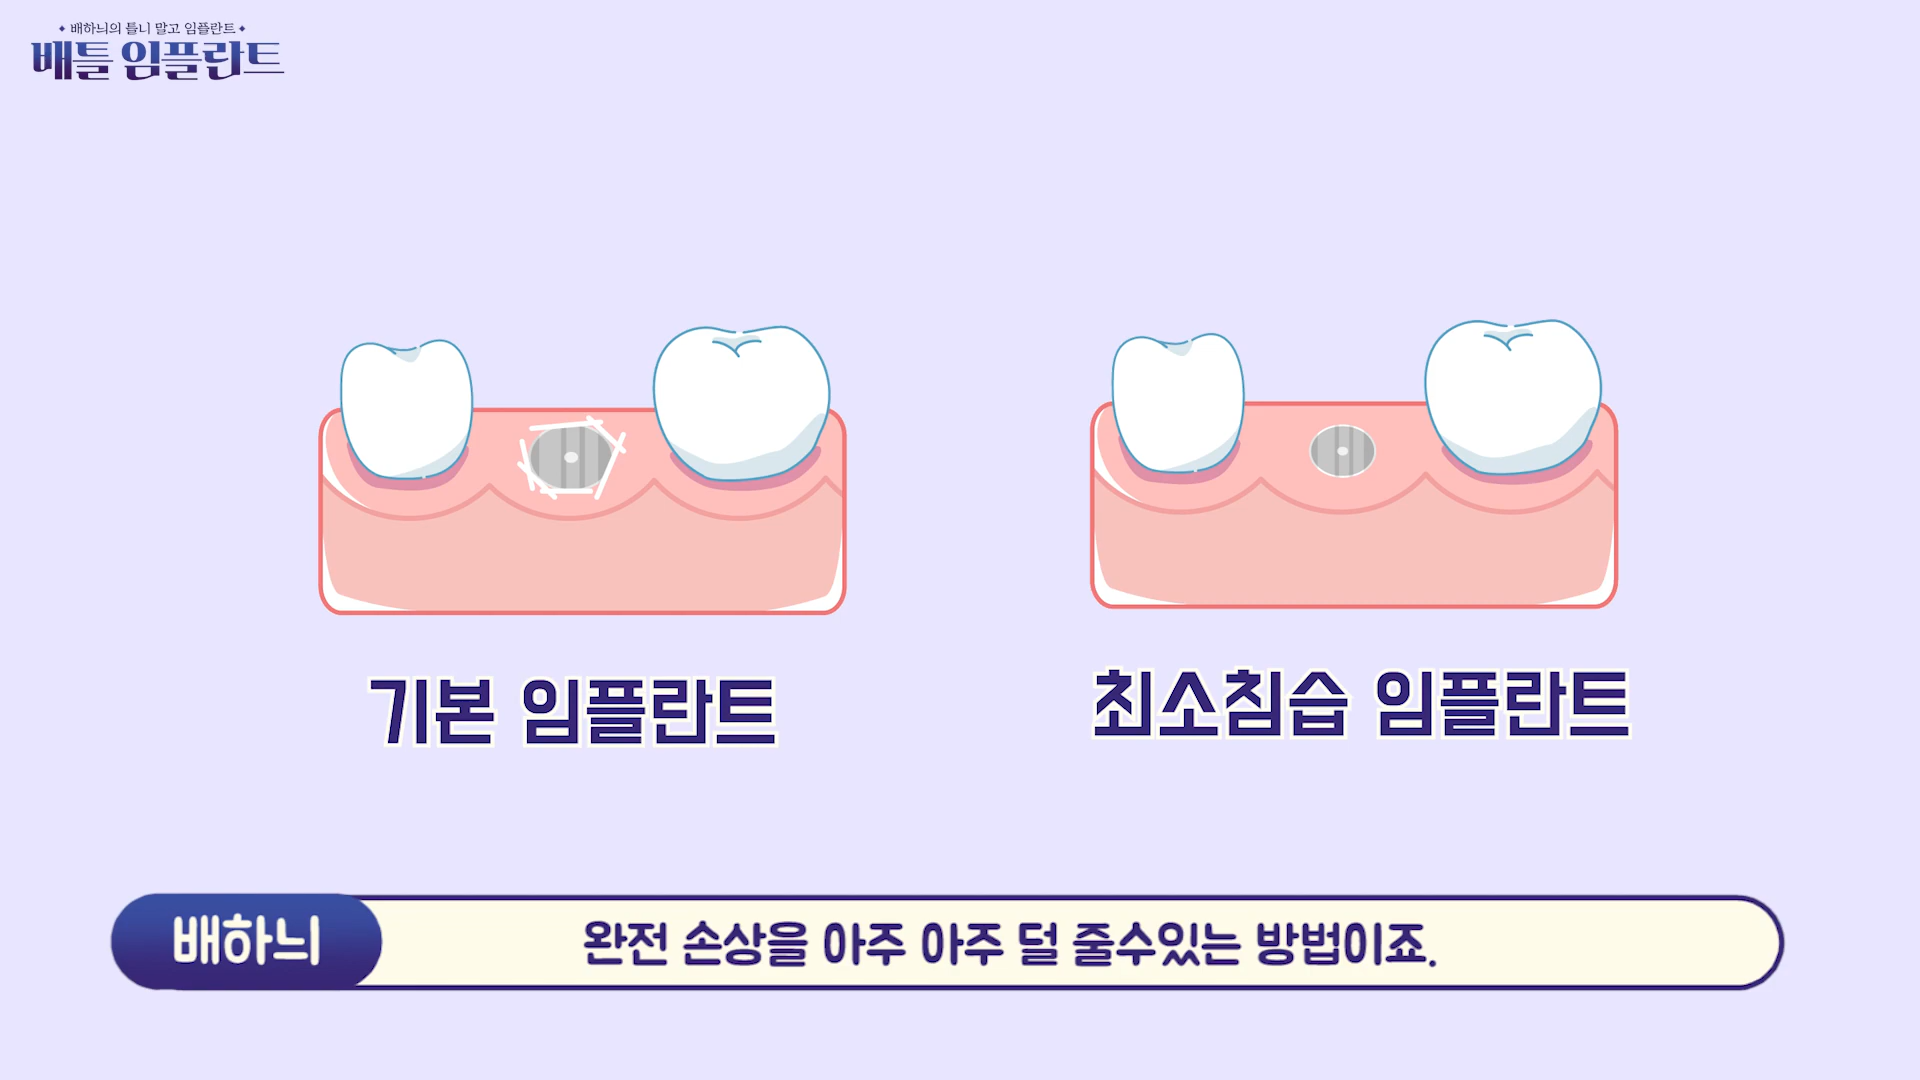 배하늬의 틀니 말고 임플란트
배틀 임플란트
기본 임플란트
최소침습 임플란트
배하늬
완전 손상을 아주 아주 덜 줄수있는 방법이죠.